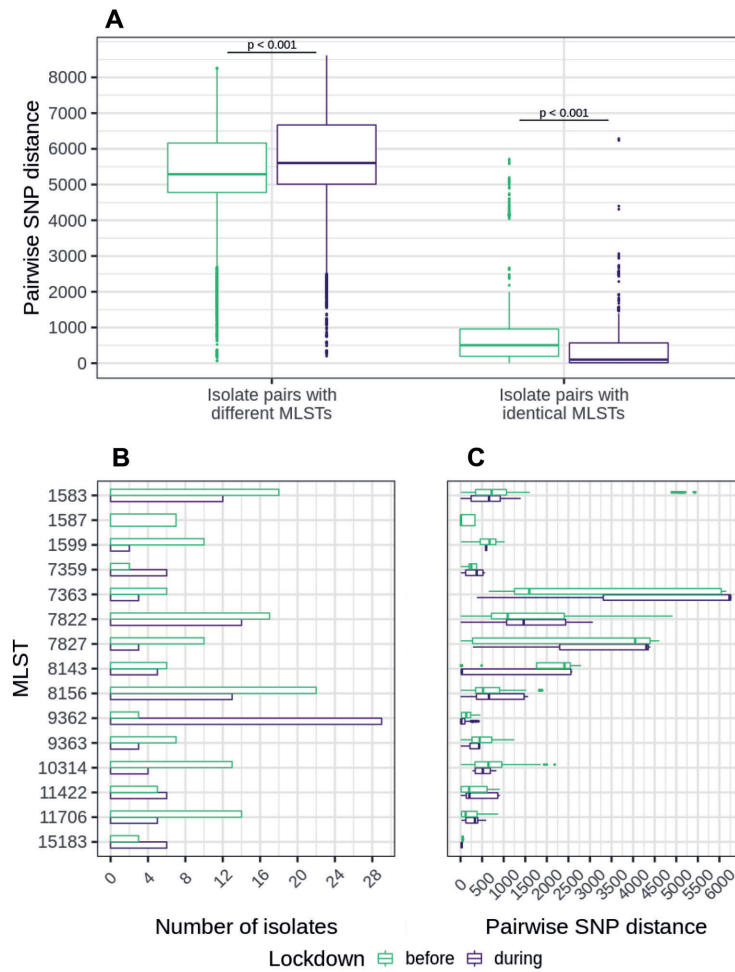 A
p < 0.001
p < 0.001
8000
7000
6000
5000
4000
3000
2000
1000
0
Pairwise SNP distance
Isolate pairs with
different MLSTs
Isolate pairs with
identical MLSTs
B
C
1583
1587
1599
7359
7363
7822
7827
8143
8156
9362
9363
10314
11422
11706
15183
MLST
0 4 8 12 16 20 24 28
0 500 1000 1500 2000 2500 3000 3500 4000 4500 5000 5500 6000
Number of isolates
Pairwise SNP distance
Lockdown before during